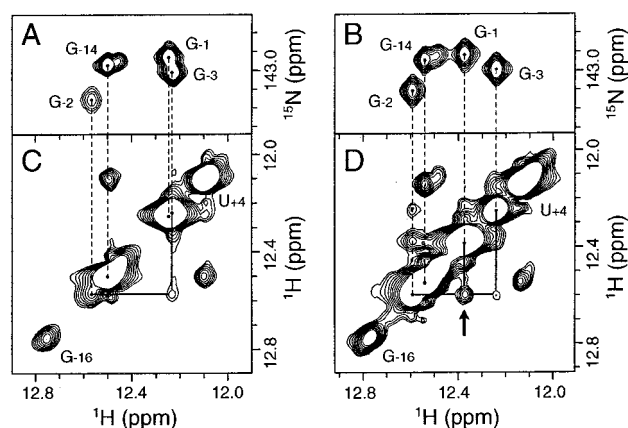 A
G-14
G-1
G-3
G-2
143.0
¹⁵N (ppm)
B
G-14
G-1
G-3
G-2
143.0
¹⁵N (ppm)
C
U+4
G-16
12.0
12.4
12.8
¹H (ppm)
D
U+4
G-16
12.0
12.4
12.8
¹H (ppm)
12.8 12.4 12.0
¹H (ppm)
12.8 12.4 12.0
¹H (ppm)